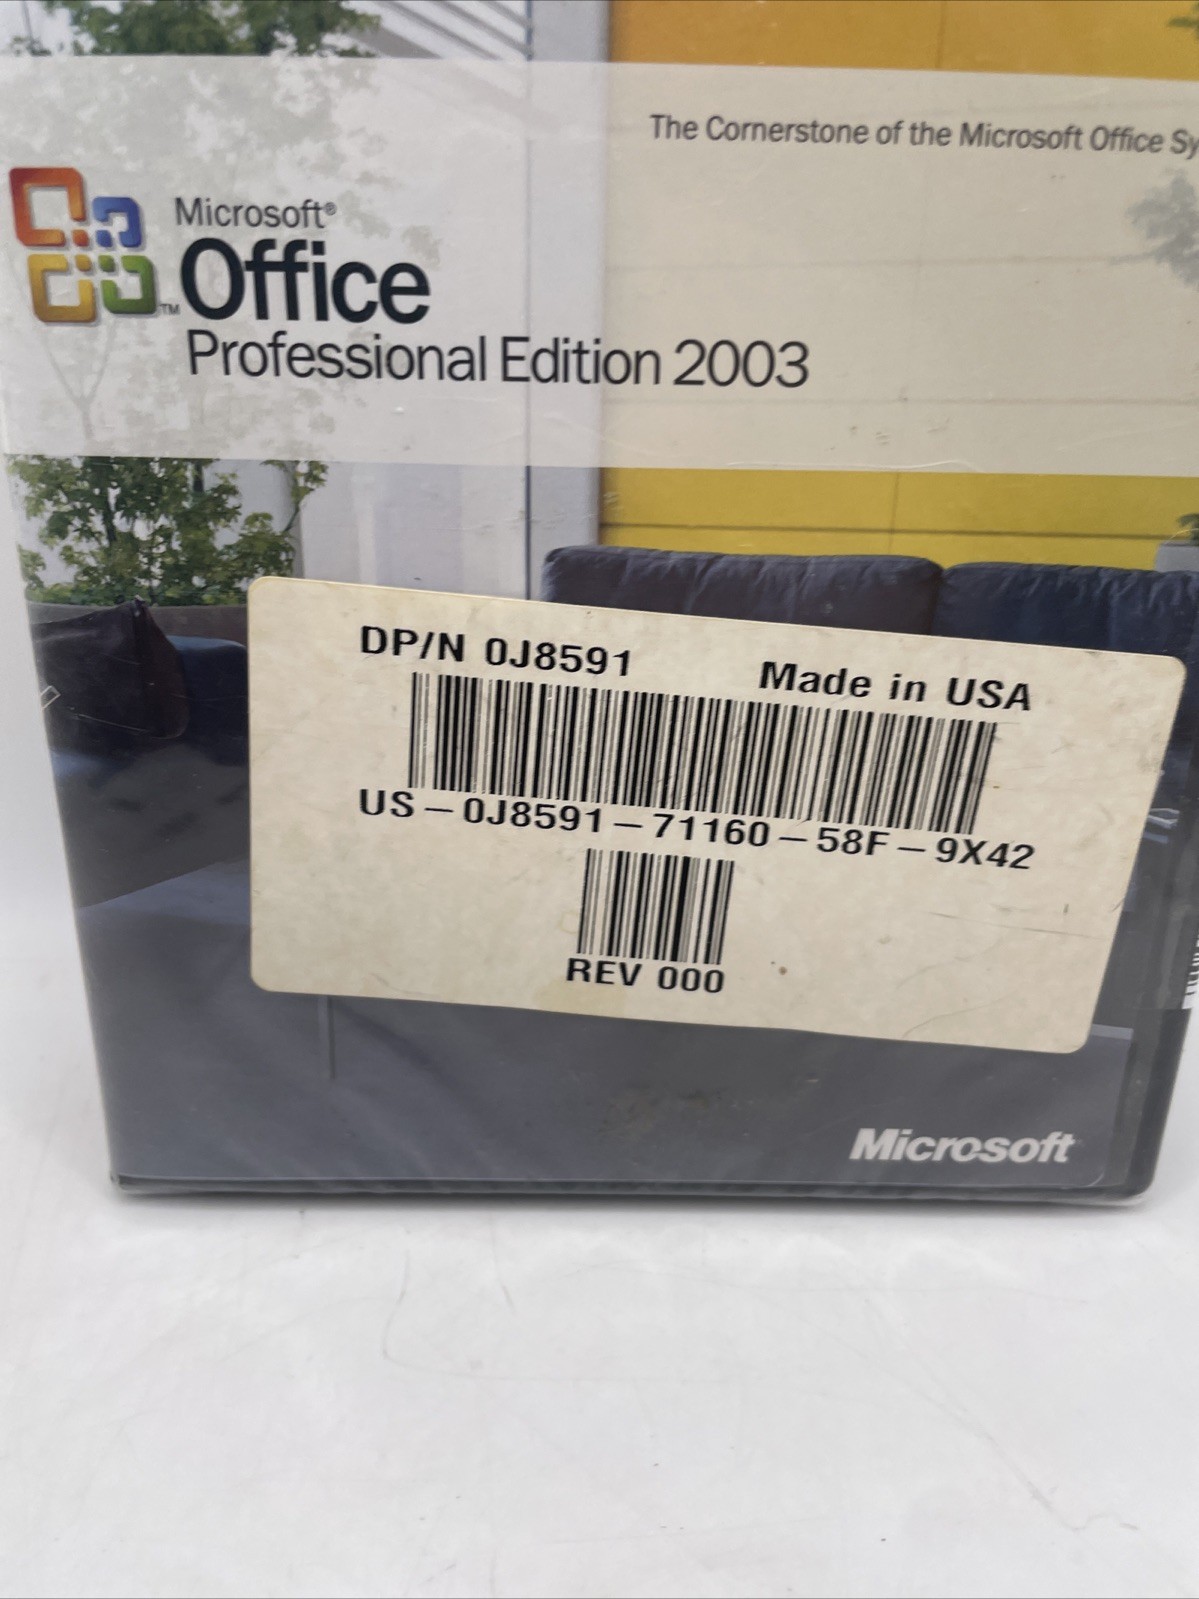 The Cornerstone of the Microsoft Office Sy
Microsoft®
Office
™
Professional Edition 2003
DP/N 0J8591 Made in USA
US-0J8591-71160-58F-9X42
REV 000
Microsoft